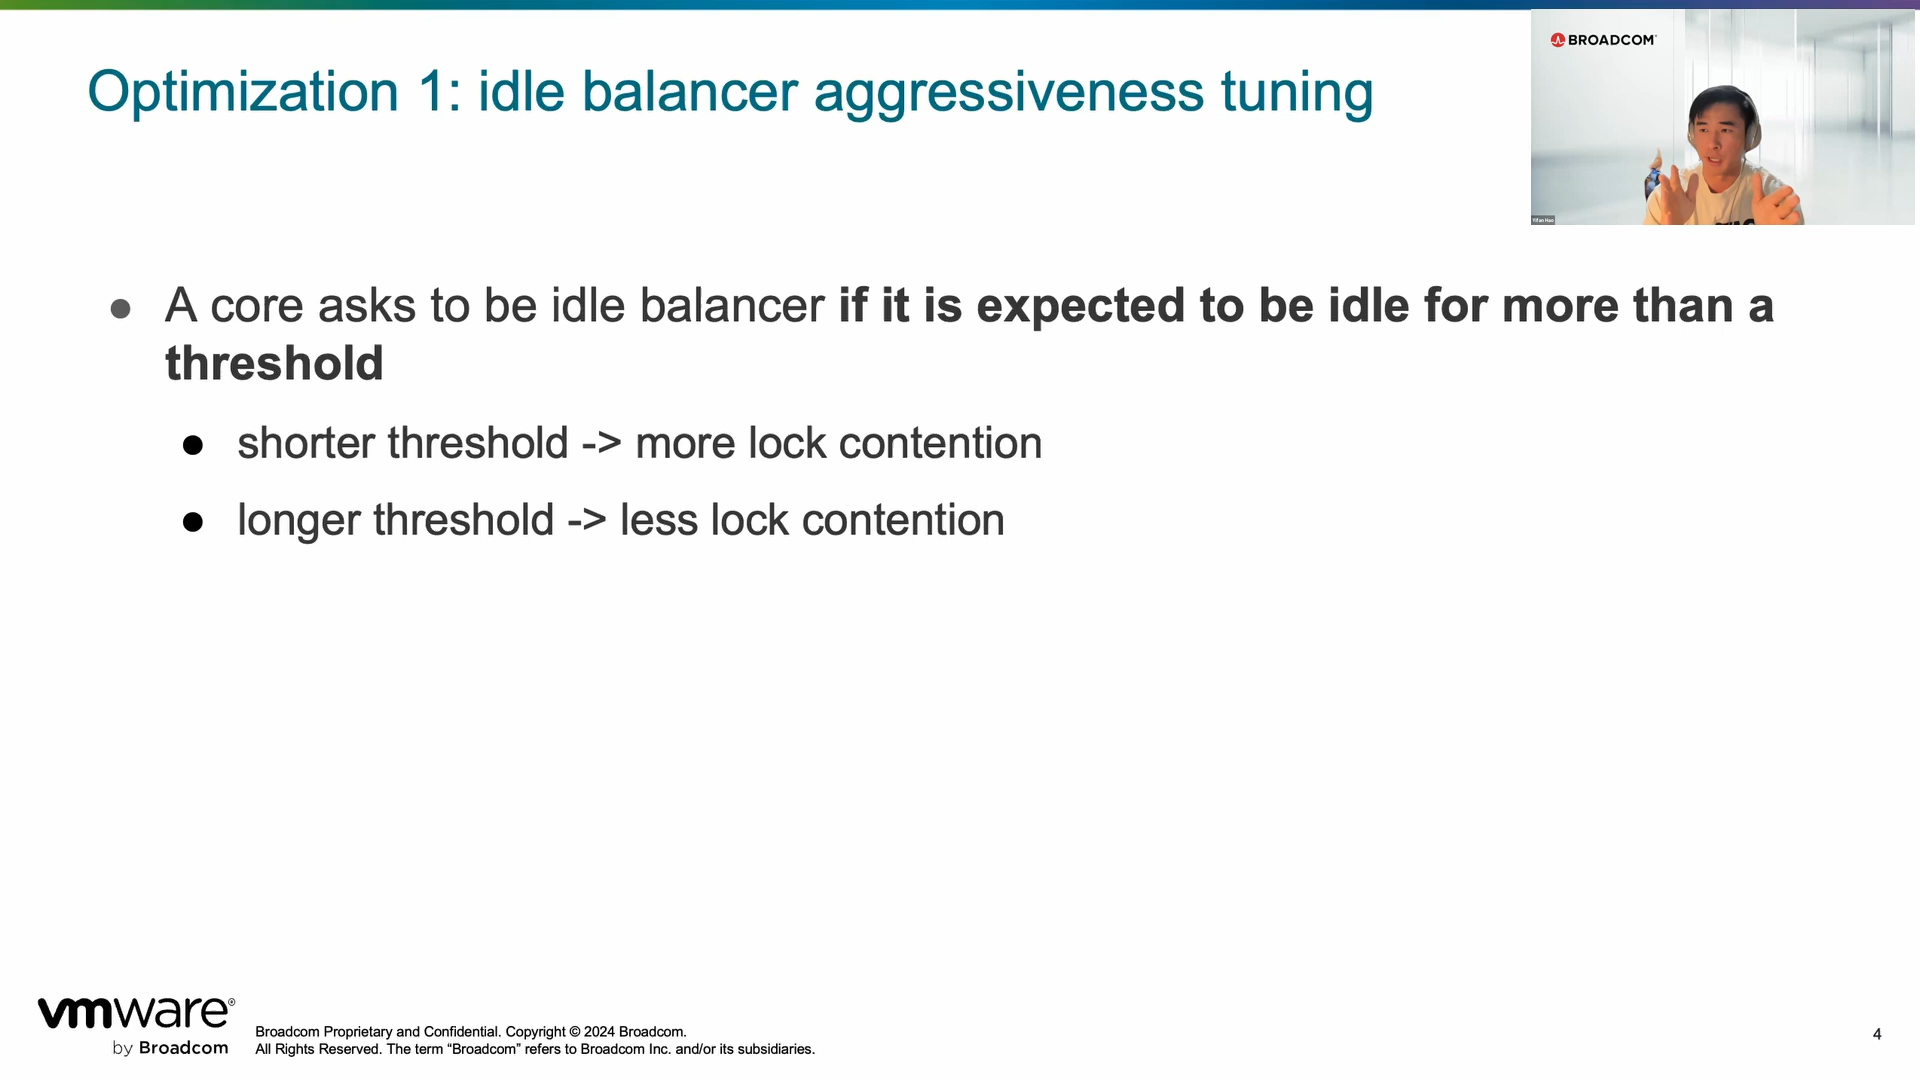 BROADCOM
Optimization 1: idle balancer aggressiveness tuning
Yifan Hao
● A core asks to be idle balancer if it is expected to be idle for more than a
threshold
● shorter threshold -> more lock contention
● longer threshold -> less lock contention
vmware®
by Broadcom
Broadcom Proprietary and Confidential. Copyright © 2024 Broadcom.
All Rights Reserved. The term “Broadcom” refers to Broadcom Inc. and/or its subsidiaries.
4